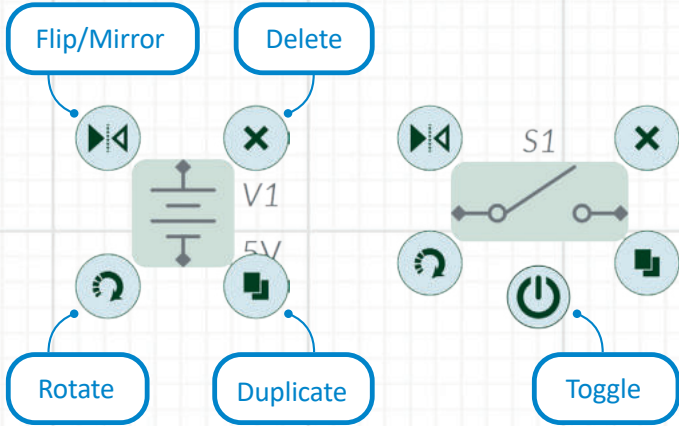 Flip/Mirror
Delete
S1
V1
5V
Rotate
Duplicate
Toggle